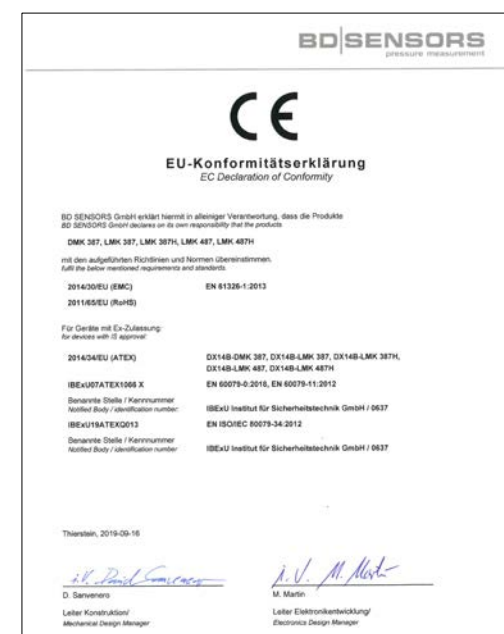 BD|SENSORS
pressure measurement
CE
EU-Konformitätserklärung
EC Declaration of Conformity
BD SENSORS GmbH erklärt hiermit in alleiniger Verantwortung, dass die Produkte
BD SENSORS GmbH declares on its own responsibility that the products
DMK 387, LMK 387, LMK 387H, LMK 487, LMK 487H
mit den aufgeführten Richtlinien und Normen übereinstimmen.
fulfil the below mentioned requirements and standards.
2014/30/EU (EMC) EN 61326-1:2013
2011/65/EU (RoHS)
Für Geräte mit Ex-Zulassung:
for devices with IS approval:
2014/34/EU (ATEX) DX14B-DMK 387, DX14B-LMK 387, DX14B-LMK 387H,
DX14B-LMK 487, DX14B-LMK 487H
IBExU07ATEX1066 X EN 60079-0:2018, EN 60079-11:2012
Benannte Stelle / Kennnummer
Notified Body / identification number: IBExU Institut für Sicherheitstechnik GmbH / 0637
IBExU19ATEXQ013 EN ISO/IEC 80079-34:2012
Benannte Stelle / Kennnummer
Notified Body / identification number IBExU Institut für Sicherheitstechnik GmbH / 0637
Thierstein, 2019-09-16
i.V. M. Martin
D. Sanvenero M. Martin
Leiter Konstruktion/ Leiter Elektronikentwicklung/
Mechanical Design Manager Electronics Design Manager